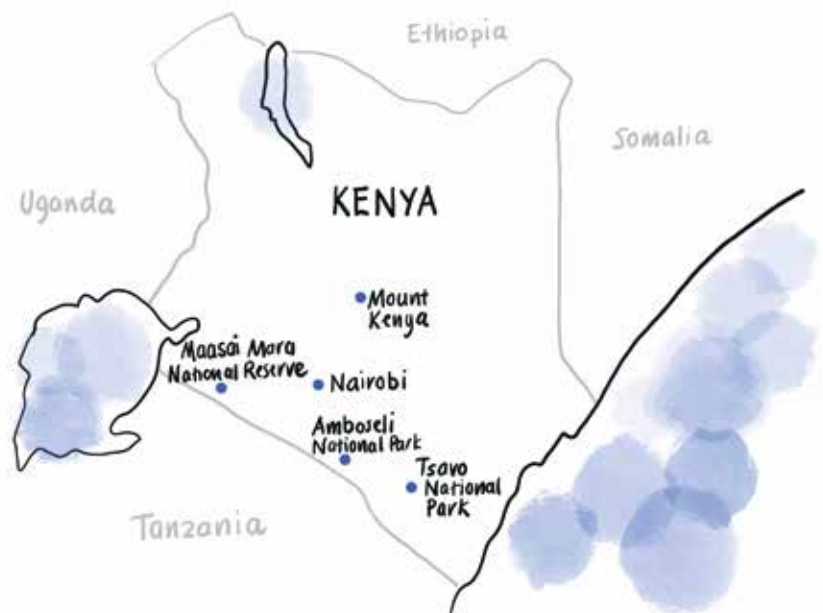 Ethiopia
Somalia
Uganda
KENYA
Mount
Kenya
Maasai Mara
National Reserve
Nairobi
Amboseli
National Park
Tsavo
National
Park
Tanzania